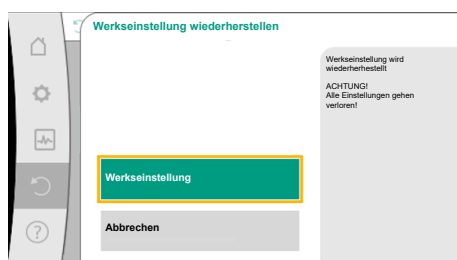 Werkseinstellung wiederherstellen
Werkseinstellung wird
wiederherhestellt
ACHTUNG!
Alle Einstellungen gehen
verloren!
Werkseinstellung
Abbrechen
?